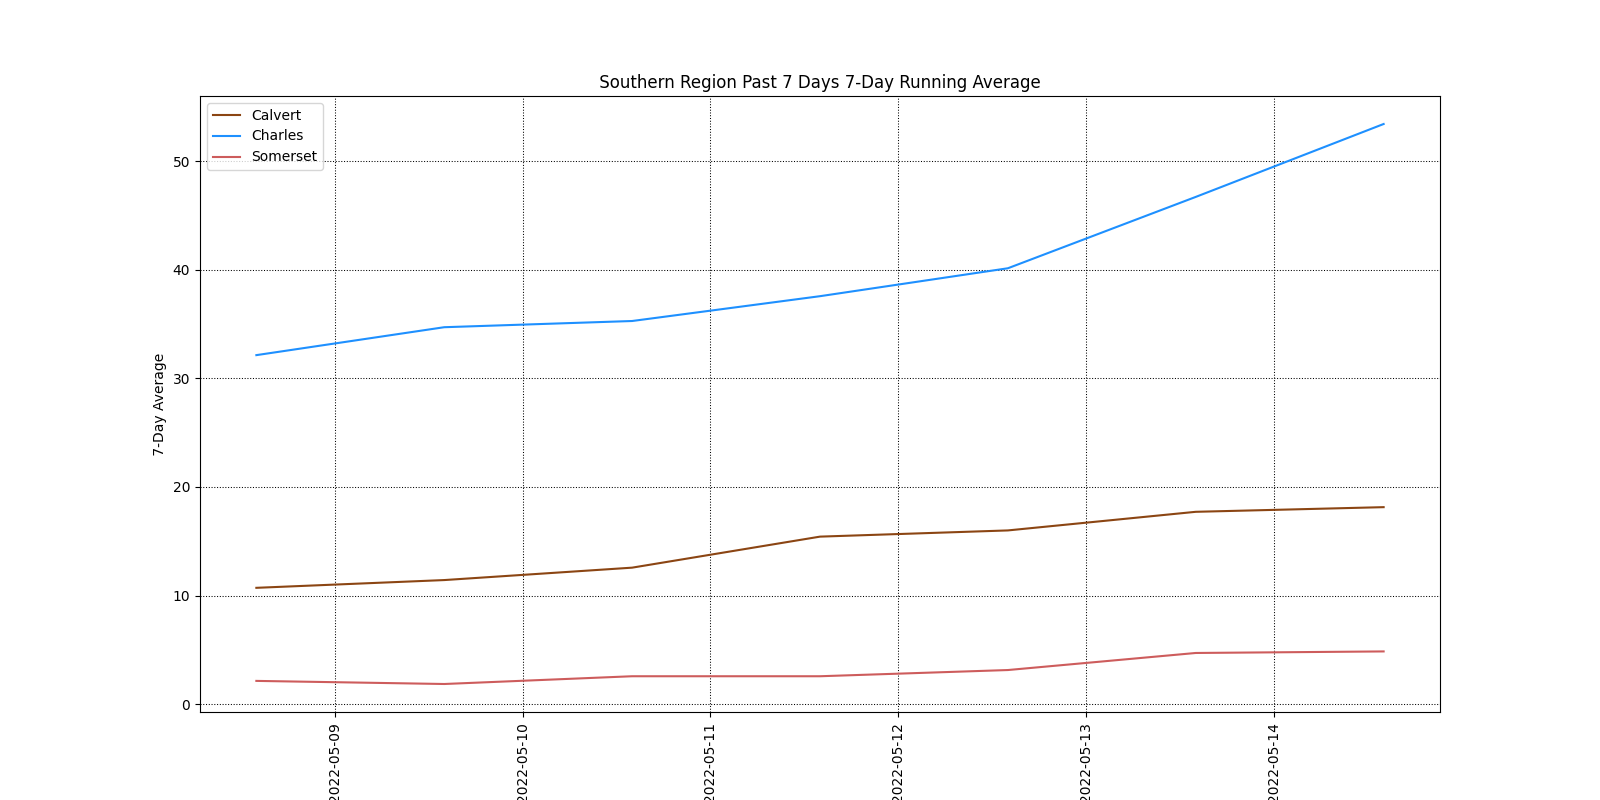 Southern Region Past 7 Days 7-Day Running Average
Calvert
Charles
Somerset
7-Day Average
50
40
30
20
10
0
2022-05-09
2022-05-10
2022-05-11
2022-05-12
2022-05-13
2022-05-14